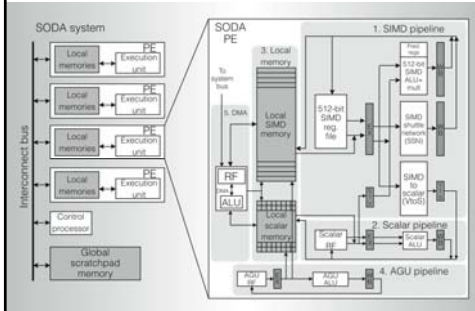 SODA system
PE
Local
memories
Execution
unit
PE
Local
memories
Execution
unit
PE
Local
memories
Execution
unit
PE
Local
memories
Execution
unit
Interconnect bus
Control
processor
Global
scratchpad
memory
SODA
PE
To
system
bus
5. DMA
RF
DMA
ALU
3. Local
memory
Local
SIMD
memory
Local
scalar
memory
1. SIMD pipeline
512-bit
SIMD
reg.
file
Pred.
regs
512-bit
SIMD
ALU+
mult
SIMD
shuttle
network
(SSN)
SIMD
to
scalar
(VtoS)
2. Scalar pipeline
Scalar
RF
Scalar
ALU
4. AGU pipeline
AGU
RF
AGU
ALU